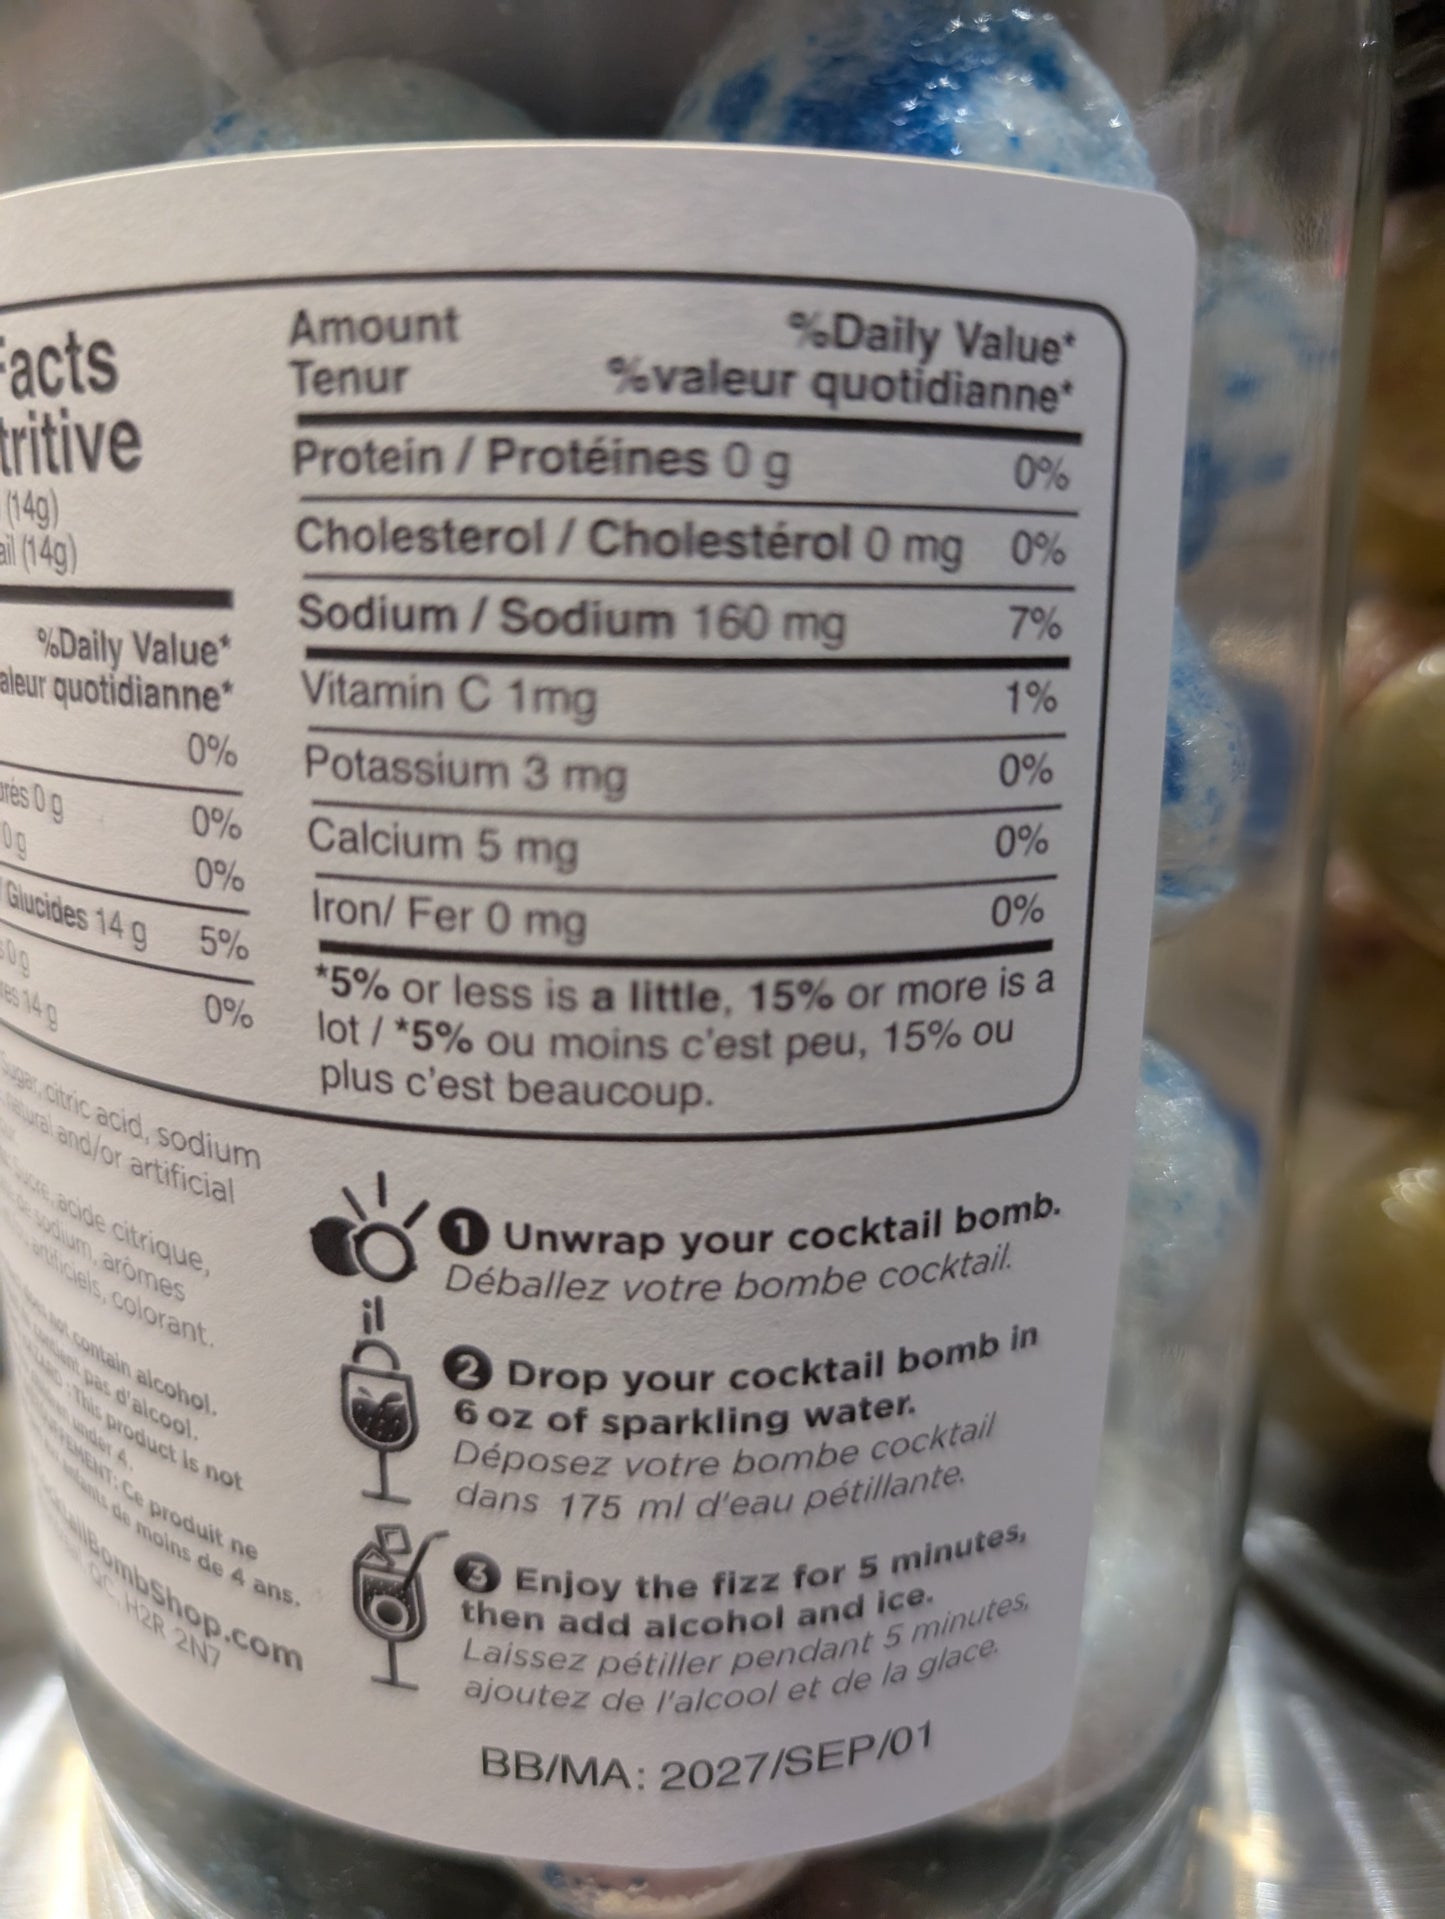 Facts
tritive
(14g)
ail (14g)
%Daily Value*
aleur quotidianne*
0%
0 g 0%
0 g 0%
Glucides 14 g 5%
0 g
14 g 0%
Amount %Daily Value*
Tenur %valeur quotidianne*
Protein / Protéines 0 g 0%
Cholesterol / Cholestérol 0 mg 0%
Sodium / Sodium 160 mg 7%
Vitamin C 1mg 1%
Potassium 3 mg 0%
Calcium 5 mg 0%
Iron/ Fer 0 mg 0%
*5% or less is a little, 15% or more is a
lot / *5% ou moins c'est peu, 15% ou
plus c'est beaucoup.
Sugar, citric acid, sodium
natural and/or artificial
Sucre, acide citrique,
de sodium, arômes
artificiels, colorant.
not contain alcohol.
contient pas d'alcool.
This product is not
under 4.
Ce produit ne
enfants de moins de 4 ans.
BombShop.com
QC, H2R 2N7
1 Unwrap your cocktail bomb.
Déballez votre bombe cocktail.
2 Drop your cocktail bomb in
6 oz of sparkling water.
Déposez votre bombe cocktail
dans 175 ml d'eau pétillante.
3 Enjoy the fizz for 5 minutes,
then add alcohol and ice.
Laissez pétiller pendant 5 minutes,
ajoutez de l'alcool et de la glace.
BB/MA: 2027/SEP/01